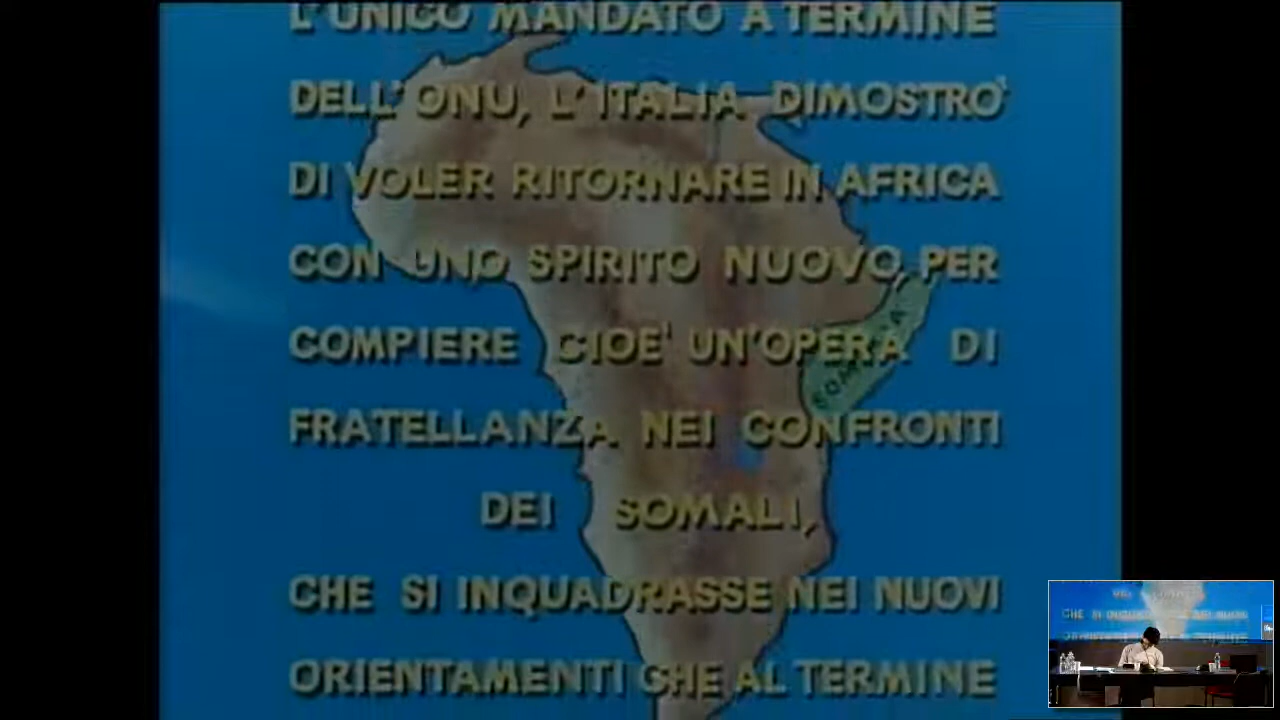 L'UNICO MANDATO A TERMINE
DELL'ONU, L'ITALIA DIMOSTRO'
DI VOLER RITORNARE IN AFRICA
CON UNO SPIRITO NUOVO, PER
COMPIERE CIOE' UN'OPERA DI
FRATELLANZA NEI CONFRONTI
DEI SOMALI,
CHE SI INQUADRASSE NEI NUOVI
ORIENTAMENTI CHE AL TERMINE
SOMALIA